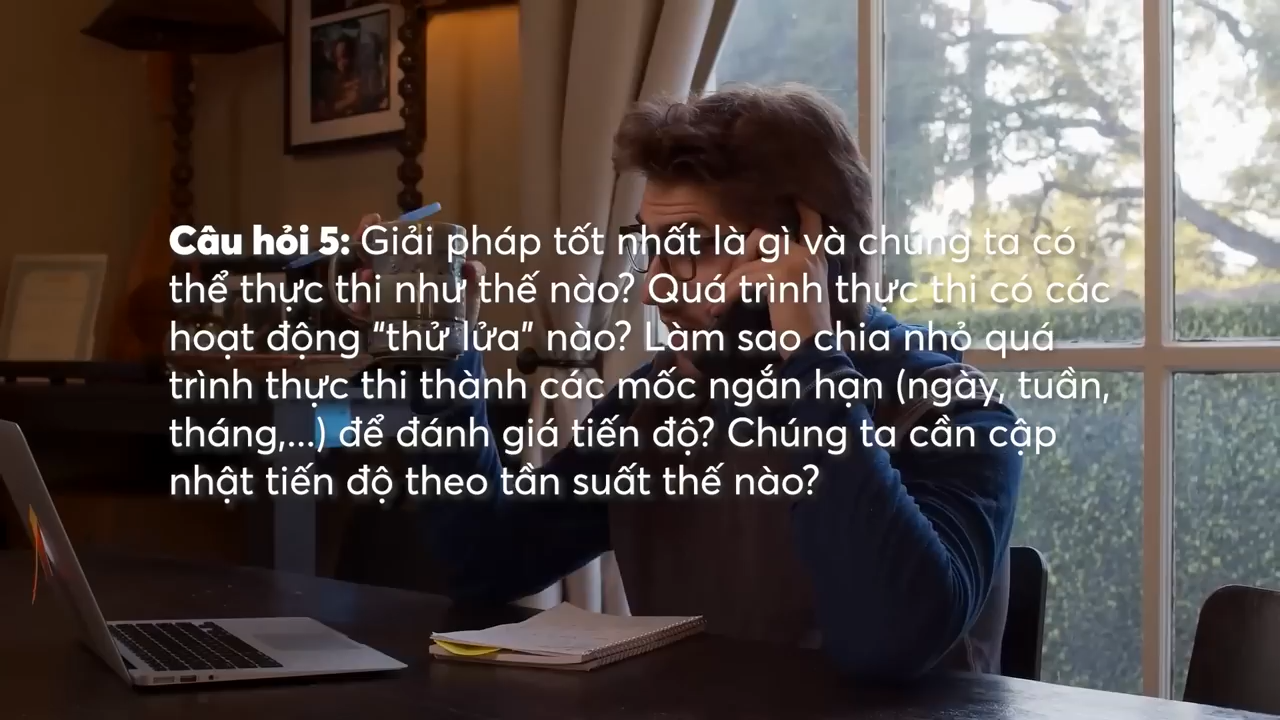 Câu hỏi 5: Giải pháp tốt nhất là gì và chúng ta có
thể thực thi như thế nào? Quá trình thực thi có các
hoạt động “thử lửa” nào? Làm sao chia nhỏ quá
trình thực thi thành các mốc ngắn hạn (ngày, tuần,
tháng,...) để đánh giá tiến độ? Chúng ta cần cập
nhật tiến độ theo tần suất thế nào?